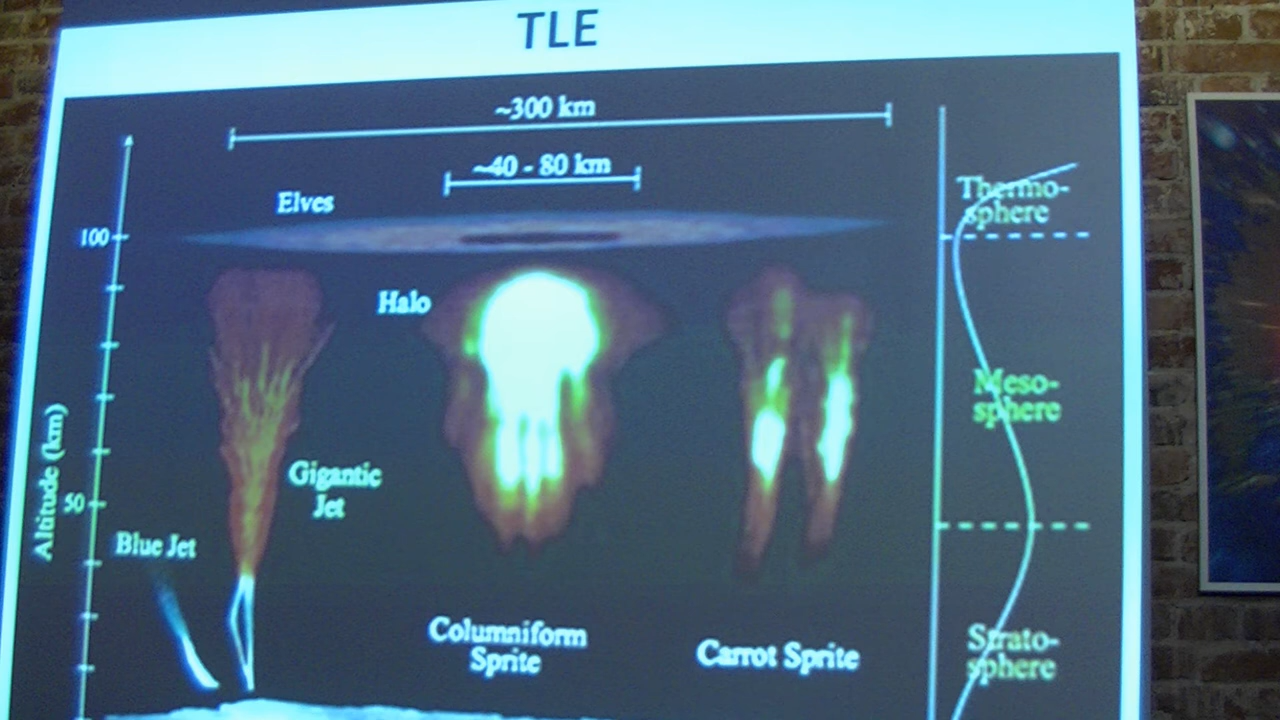 TLE
~300 km
~40 - 80 km
Elves
Thermo-
sphere
100
Halo
Meso-
sphere
Altitude (km)
Gigantic
Jet
50
Blue Jet
Columniform
Sprite
Carrot Sprite
Strato-
sphere